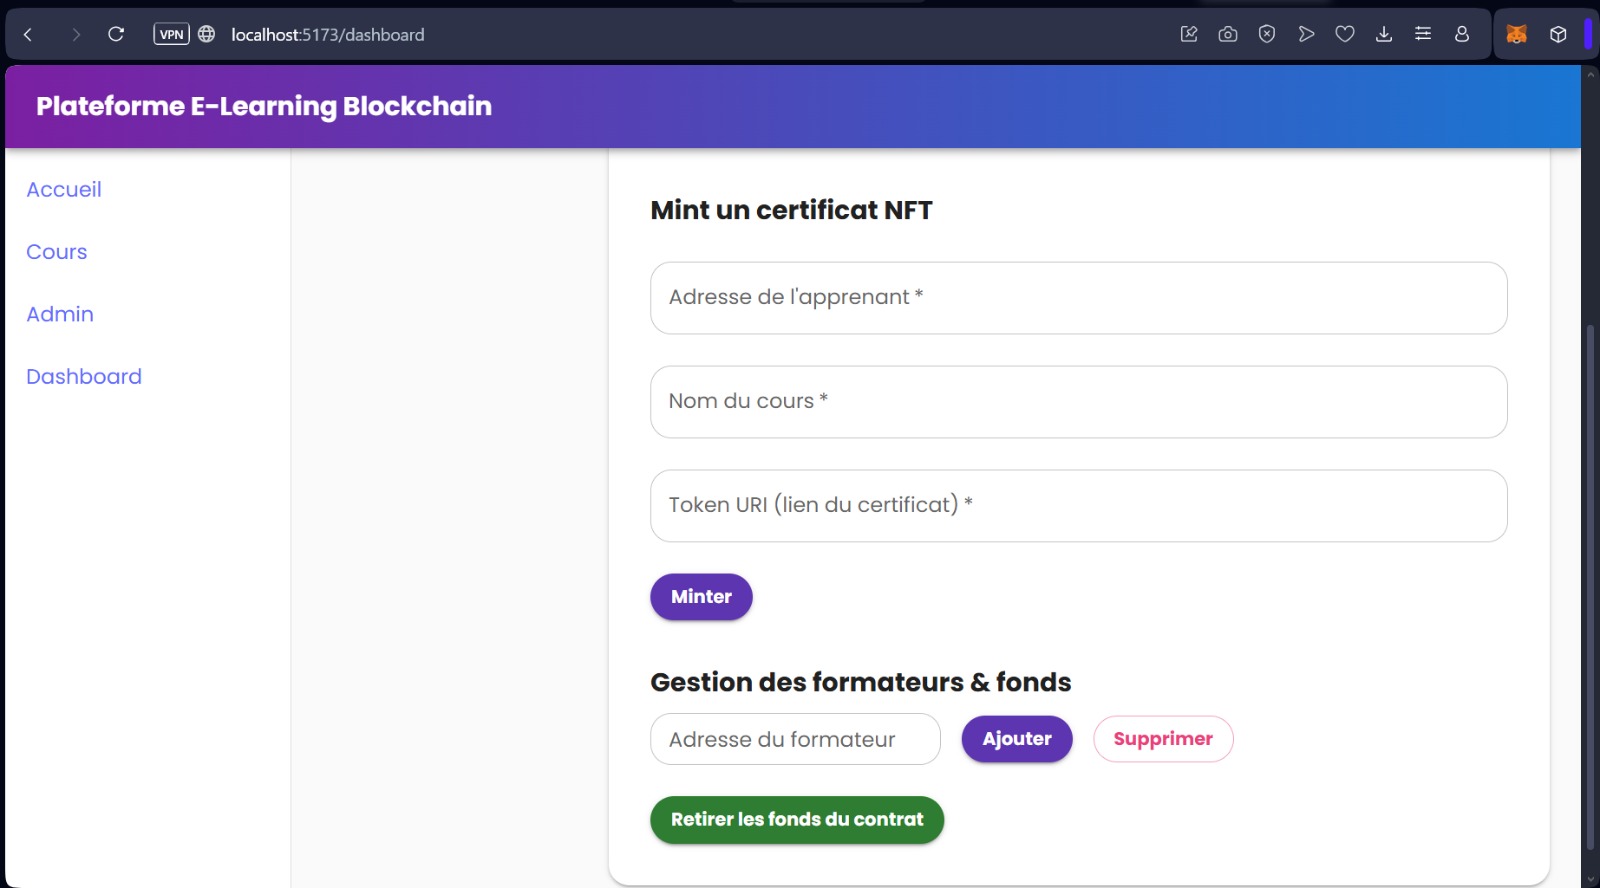 VPN
localhost:5173/dashboard
Plateforme E-Learning Blockchain
Accueil
Cours
Admin
Dashboard
Mint un certificat NFT
Adresse de l'apprenant *
Nom du cours *
Token URI (lien du certificat) *
Minter
Gestion des formateurs & fonds
Adresse du formateur
Ajouter
Supprimer
Retirer les fonds du contrat